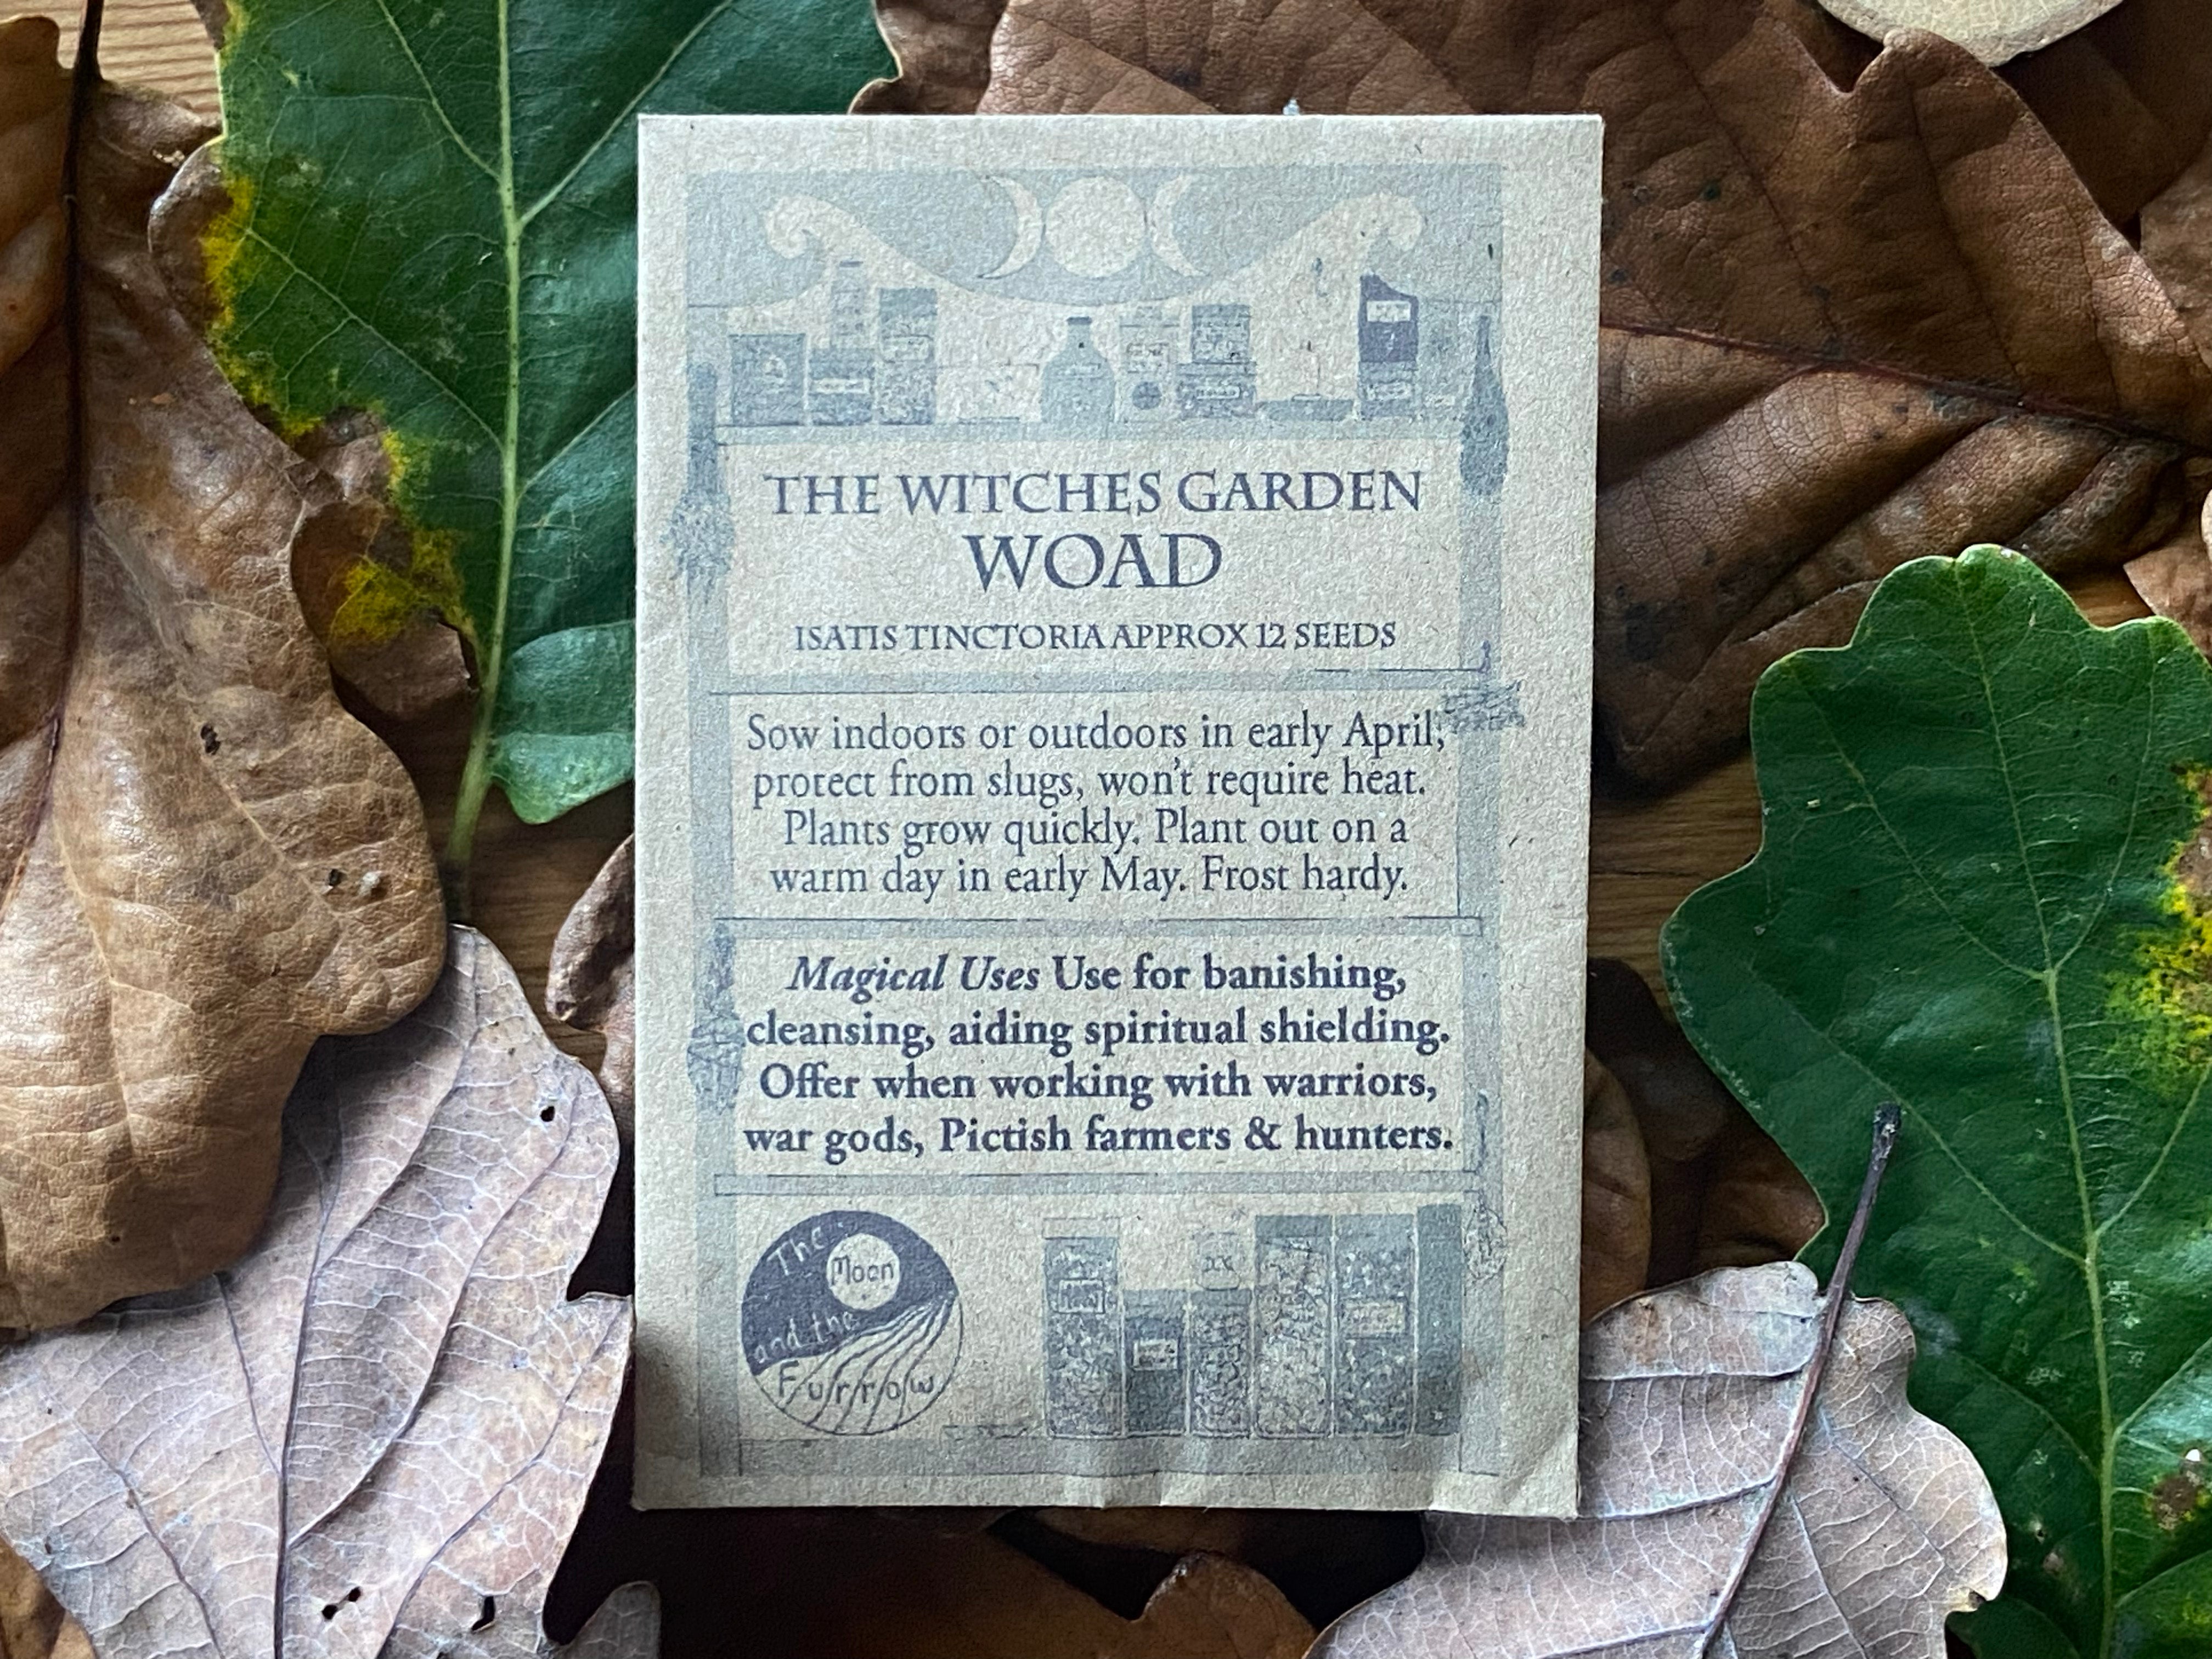 THE WITCHES GARDEN
WOAD
ISATIS TINCTORIA APPROX 12 SEEDS
Sow indoors or outdoors in early April,
protect from slugs, won't require heat.
Plants grow quickly. Plant out on a
warm day in early May. Frost hardy.
Magical Uses Use for banishing,
cleansing, aiding spiritual shielding.
Offer when working with warriors,
war gods, Pictish farmers & hunters.
The
Moon
and the
Furrow